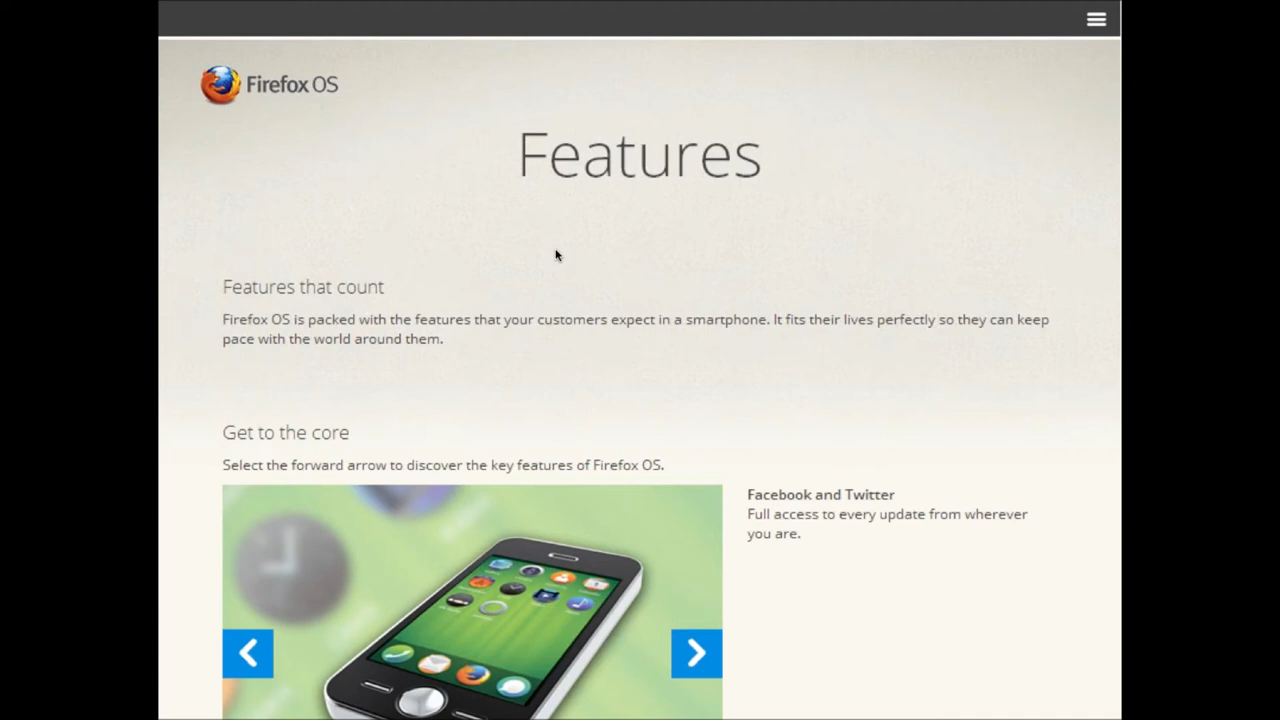 Firefox OS
Features
Features that count
Firefox OS is packed with the features that your customers expect in a smartphone. It fits their lives perfectly so they can keep
pace with the world around them.
Get to the core
Select the forward arrow to discover the key features of Firefox OS.
Facebook and Twitter
Full access to every update from wherever
you are.